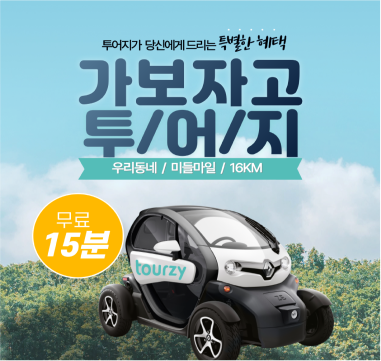 투어지가 당신에게 드리는 특별한 혜택
가보자고
투/어/지
우리동네 / 미들마일 / 16KM
무료
15분
tourzy